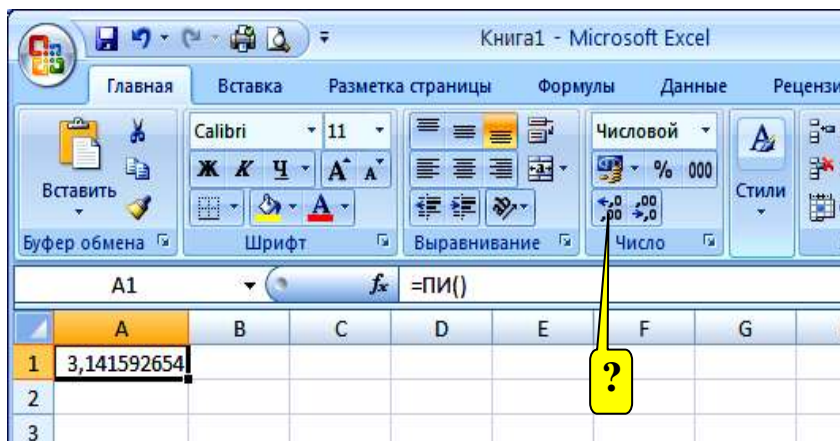 Книга1 - Microsoft Excel
Главная Вставка Разметка страницы Формулы Данные Рецензи
Calibri 11 Числовой
Ж К Ч A A % 000
Вставить Стили
,0 ,00 ,00 ,0
Буфер обмена Шрифт Выравнивание Число
A1 fx =ПИ()
A B C D E F G
1 3,141592654
?
2
3